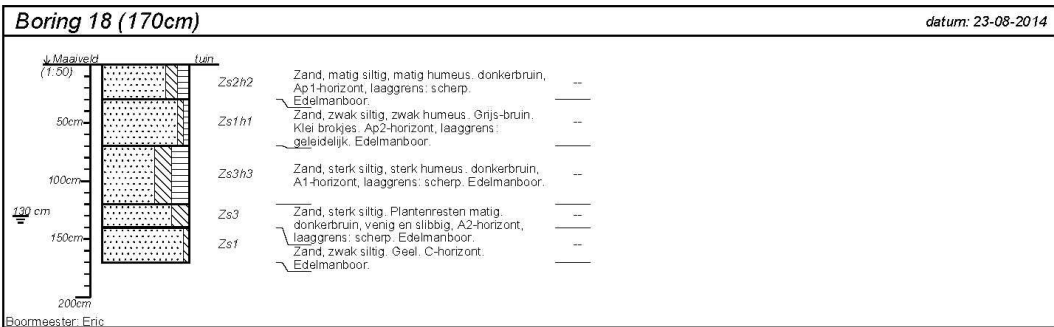 Boring 18 (170cm)
datum: 23-08-2014
Maaiveld
tuin
(1:50)
Zs2h2
Zand, matig siltig, matig humeus. donkerbruin,
Ap1-horizont, laaggrens: scherp.
Edelmanboor.
--
50cm
Zs1h1
Zand, zwak siltig, zwak humeus. Grijs-bruin.
Klei brokjes. Ap2-horizont, laaggrens:
geleidelijk. Edelmanboor.
--
100cm
Zs3h3
Zand, sterk siltig, sterk humeus. donkerbruin,
A1-horizont, laaggrens: scherp. Edelmanboor.
--
130 cm
Zs3
Zand, sterk siltig. Plantenresten matig.
donkerbruin, venig en slibbig, A2-horizont,
laaggrens: scherp. Edelmanboor.
--
150cm
Zs1
Zand, zwak siltig. Geel. C-horizont.
Edelmanboor.
--
200cm
Boormeester: Eric